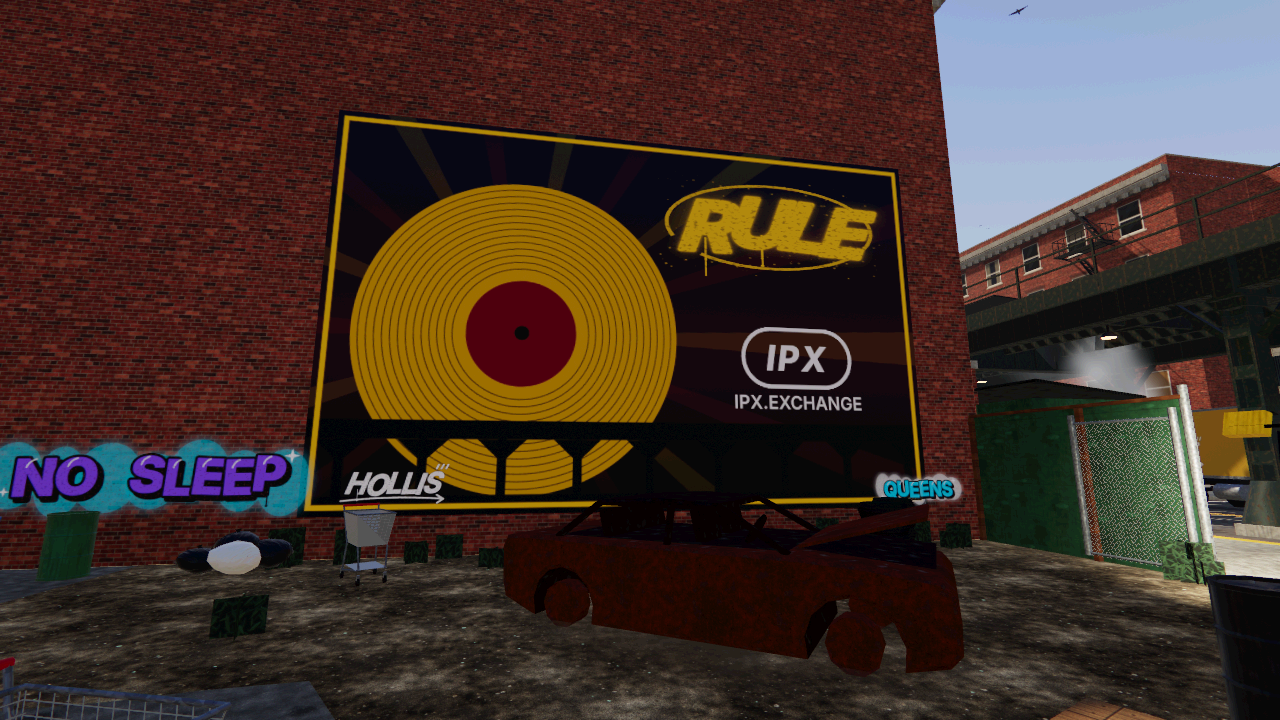 RULE
IPX
IPX.EXCHANGE
NO SLEEP
HOLLIS
QUEENS